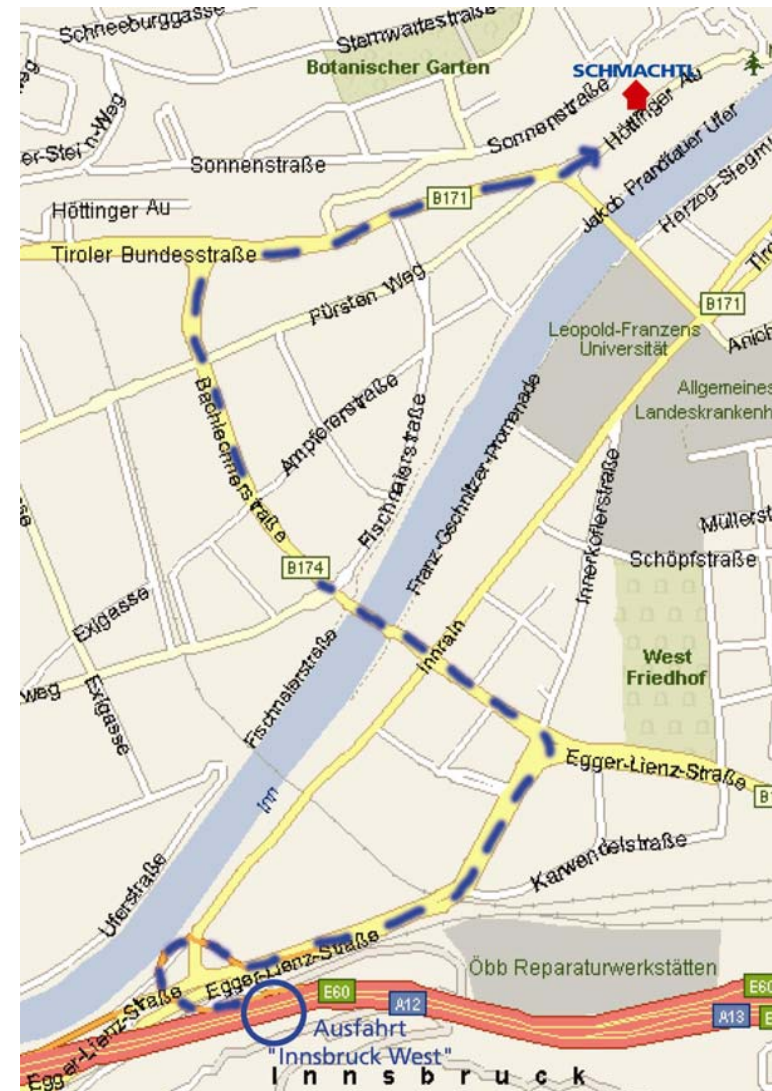 Schneeburggasse
Sternwartestraße
Botanischer Garten
SCHMACHTL
Höttinger Au
Sonnenstraße
Sonnenstraße
Jakob Prandtauer Ufer
B171
Höttinger Au
Tiroler Bundesstraße
Fürsten Weg
B171
Leopold-Franzens
Universität
Allgemeines
Bachlechnerstraße
Ampfererstraße
Fischnalerstraße
Franz-Gschnitzer-Promenade
Innerkoflerstraße
Schöpfstraße
B174
Exlgasse
Innrain
West
Friedhof
Fischnalerstraße
weg
Exlgasse
Egger-Lienz-Straße
Inn
Karwendelstraße
Uferstraße
Egger-Lienz-Straße
Öbb Reparaturwerkstätten
Egger-Lienz-Straße
E60
A12
A13
E60
Ausfahrt
"Innsbruck West"
Innsbruck